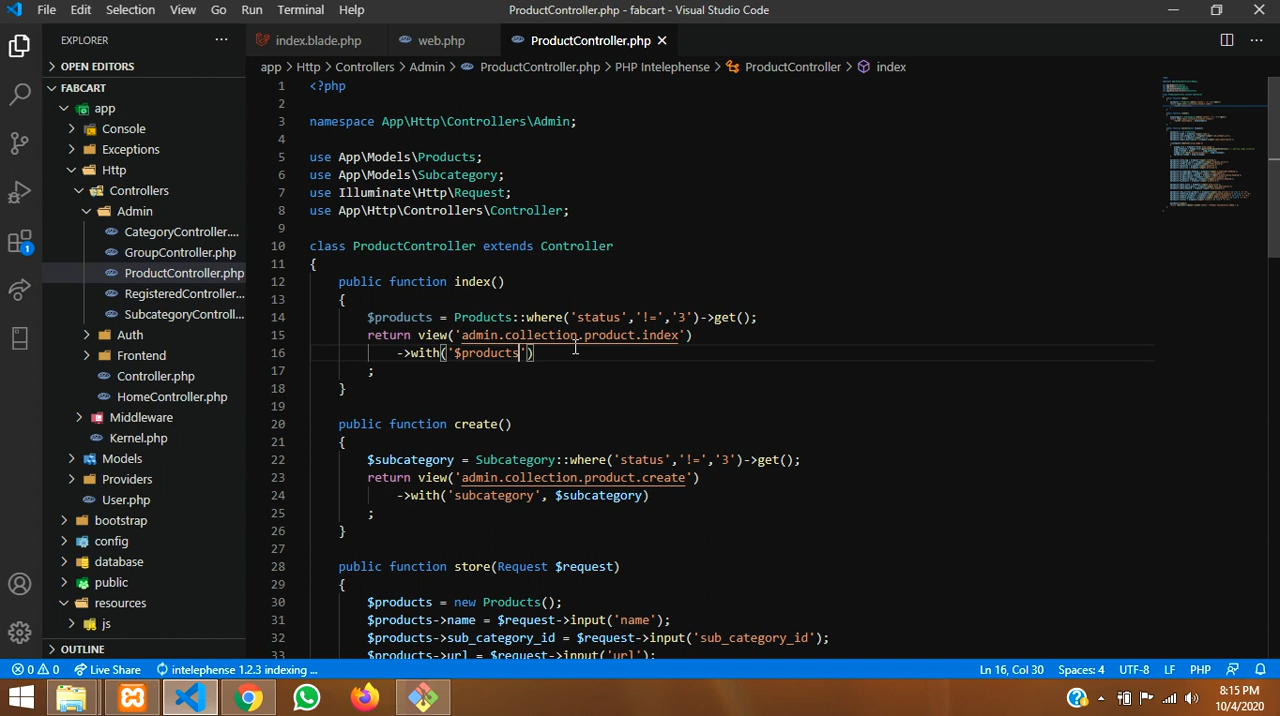 File Edit Selection View Go Run Terminal Help ProductController.php - fabcart - Visual Studio Code
EXPLORER ... index.blade.php web.php ProductController.php
OPEN EDITORS app > Http > Controllers > Admin > ProductController.php > PHP Intelephense > ProductController > index
FABCART
app
Console
Exceptions
Http
Controllers
Admin
CategoryController....
GroupController.php
ProductController.php
RegisteredController...
SubcategoryControll...
Auth
Frontend
Controller.php
HomeController.php
Middleware
Kernel.php
Models
Providers
User.php
bootstrap
config
database
public
resources
js
OUTLINE
1 <?php
2
3 namespace App\Http\Controllers\Admin;
4
5 use App\Models\Products;
6 use App\Models\Subcategory;
7 use Illuminate\Http\Request;
8 use App\Http\Controllers\Controller;
9
10 class ProductController extends Controller
11 {
12 public function index()
13 {
14 $products = Products::where('status','!=','3')->get();
15 return view('admin.collection.product.index')
16 ->with('$products')
17 ;
18 }
19
20 public function create()
21 {
22 $subcategory = Subcategory::where('status','!=','3')->get();
23 return view('admin.collection.product.create')
24 ->with('subcategory', $subcategory)
25 ;
26 }
27
28 public function store(Request $request)
29 {
30 $products = new Products();
31 $products->name = $request->input('name');
32 $products->sub_category_id = $request->input('sub_category_id');
33 $products->url = $request->input('url');
0 0 Live Share intelephense 1.2.3 indexing ... Ln 16, Col 30 Spaces: 4 UTF-8 LF PHP
8:15 PM
10/4/2020
1